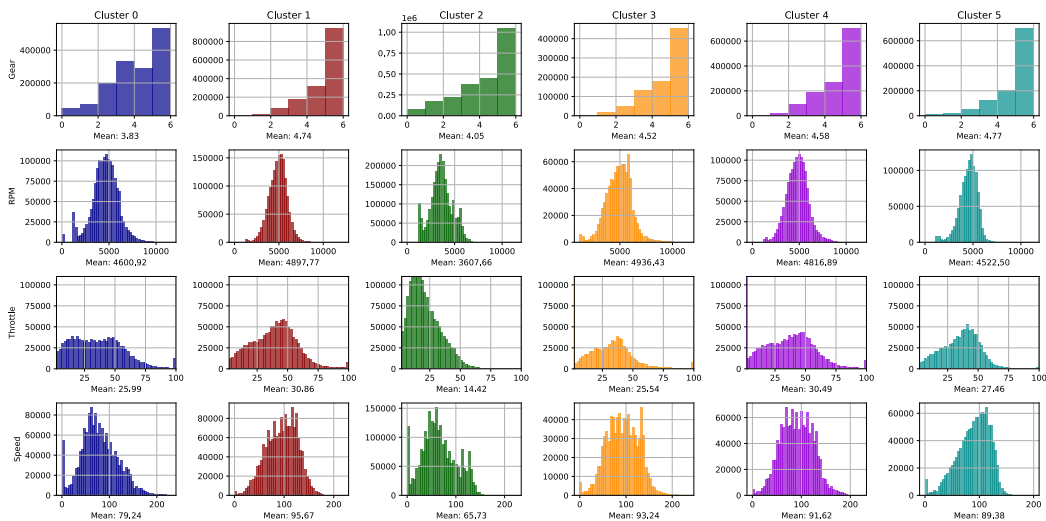 Cluster 0 Cluster 1 Cluster 2 Cluster 3 Cluster 4 Cluster 5
1e6
Gear
400000 200000 0
800000 600000 400000 200000 0
1,00 0,75 0,50 0,25 0,00
400000 300000 200000 100000 0
600000 400000 200000 0
600000 400000 200000 0
0 2 4 6 0 2 4 6 0 2 4 6 0 2 4 6 0 2 4 6 0 2 4 6
Mean: 3.83 Mean: 4.74 Mean: 4.05 Mean: 4.52 Mean: 4.58 Mean: 4.77
RPM
100000 75000 50000 25000 0
150000 100000 50000 0
200000 150000 100000 50000 0
60000 40000 20000 0
100000 75000 50000 25000 0
100000 75000 50000 25000 0
0 5000 10000 0 5000 10000 0 5000 10000 0 5000 10000 0 5000 10000 0 5000 10000
Mean: 4600,92 Mean: 4897,77 Mean: 3607,66 Mean: 4936,43 Mean: 4816,89 Mean: 4522,50
Throttle
100000 75000 50000 25000 0
100000 75000 50000 25000 0
100000 75000 50000 25000 0
100000 75000 50000 25000 0
100000 75000 50000 25000 0
100000 75000 50000 25000 0
25 50 75 100 25 50 75 100 25 50 75 100 25 50 75 100 25 50 75 100 25 50 75 100
Mean: 25,99 Mean: 30,86 Mean: 14,42 Mean: 25,54 Mean: 30,49 Mean: 27,46
Speed
80000 60000 40000 20000 0
80000 60000 40000 20000 0
150000 100000 50000 0
40000 30000 20000 10000 0
60000 40000 20000 0
60000 40000 20000 0
0 100 200 0 100 200 0 100 200 0 100 200 0 100 200 0 100 200
Mean: 79,24 Mean: 95,67 Mean: 65,73 Mean: 93,24 Mean: 91,62 Mean: 89,38